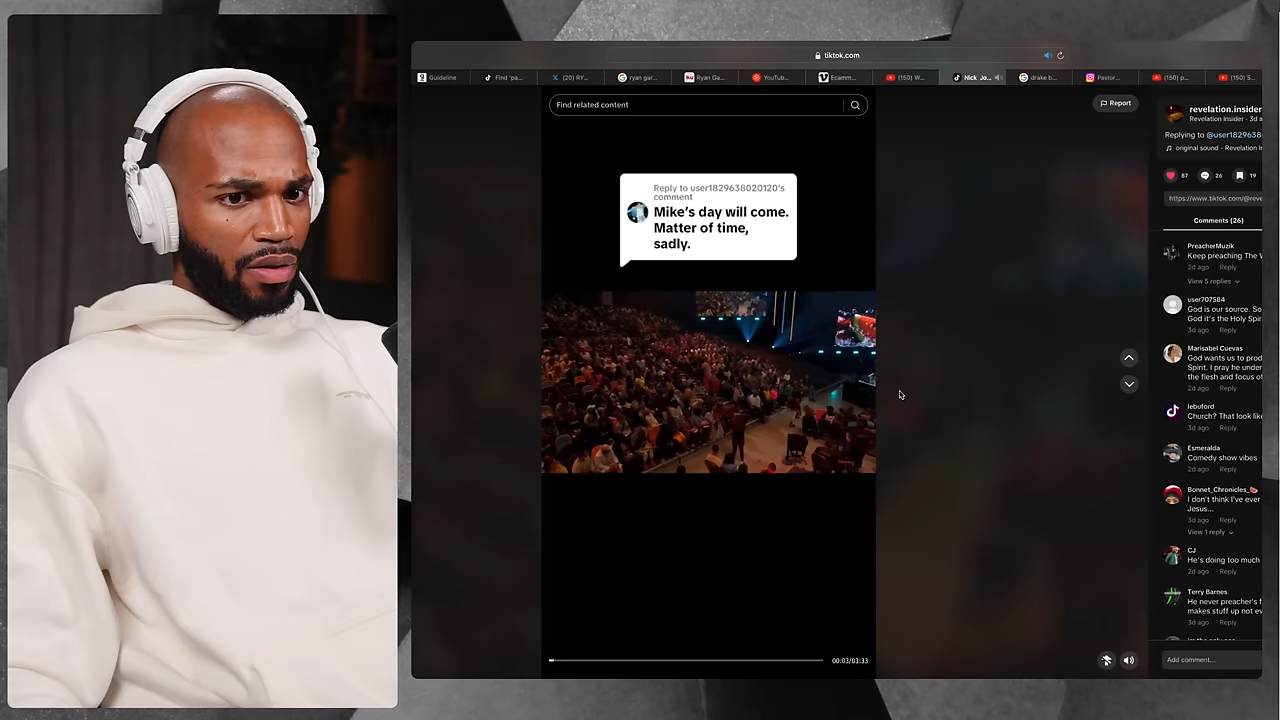 tiktok.com
Guideline
Find 'pa...
(20) RY...
ryan gar...
Ryan Ga...
YouTub...
Ecamm...
(150) W...
Nick Jo...
drake b...
Pastor...
(150) p...
(150) S...
Find related content
Report
Reply to user1829638020120's
comment
Mike's day will come.
Matter of time,
sadly.
00:03/03:33
revelation.insider
Revelation Insider · 3d a
Replying to @user1829638
original sound - Revelation I
87
26
19
https://www.tiktok.com/@reve
Comments (26)
PreacherMuzik
Keep preaching The W
2d ago Reply
View 5 replies
user707584
God is our source. So
God it's the Holy Spir
3d ago Reply
Marisabel Cuevas
God wants us to prod
Spirit. I pray he under
the flesh and focus of
2d ago Reply
lebuford
Church? That look lik
3d ago Reply
Esmeralda
Comedy show vibes
2d ago Reply
Bonnet_Chronicles_
I don't think I've ever
Jesus...
3d ago Reply
View 1 reply
CJ
He's doing too much
2d ago Reply
Terry Barnes
He never preacher's f
makes stuff up not ev
3d ago Reply
Add comment...